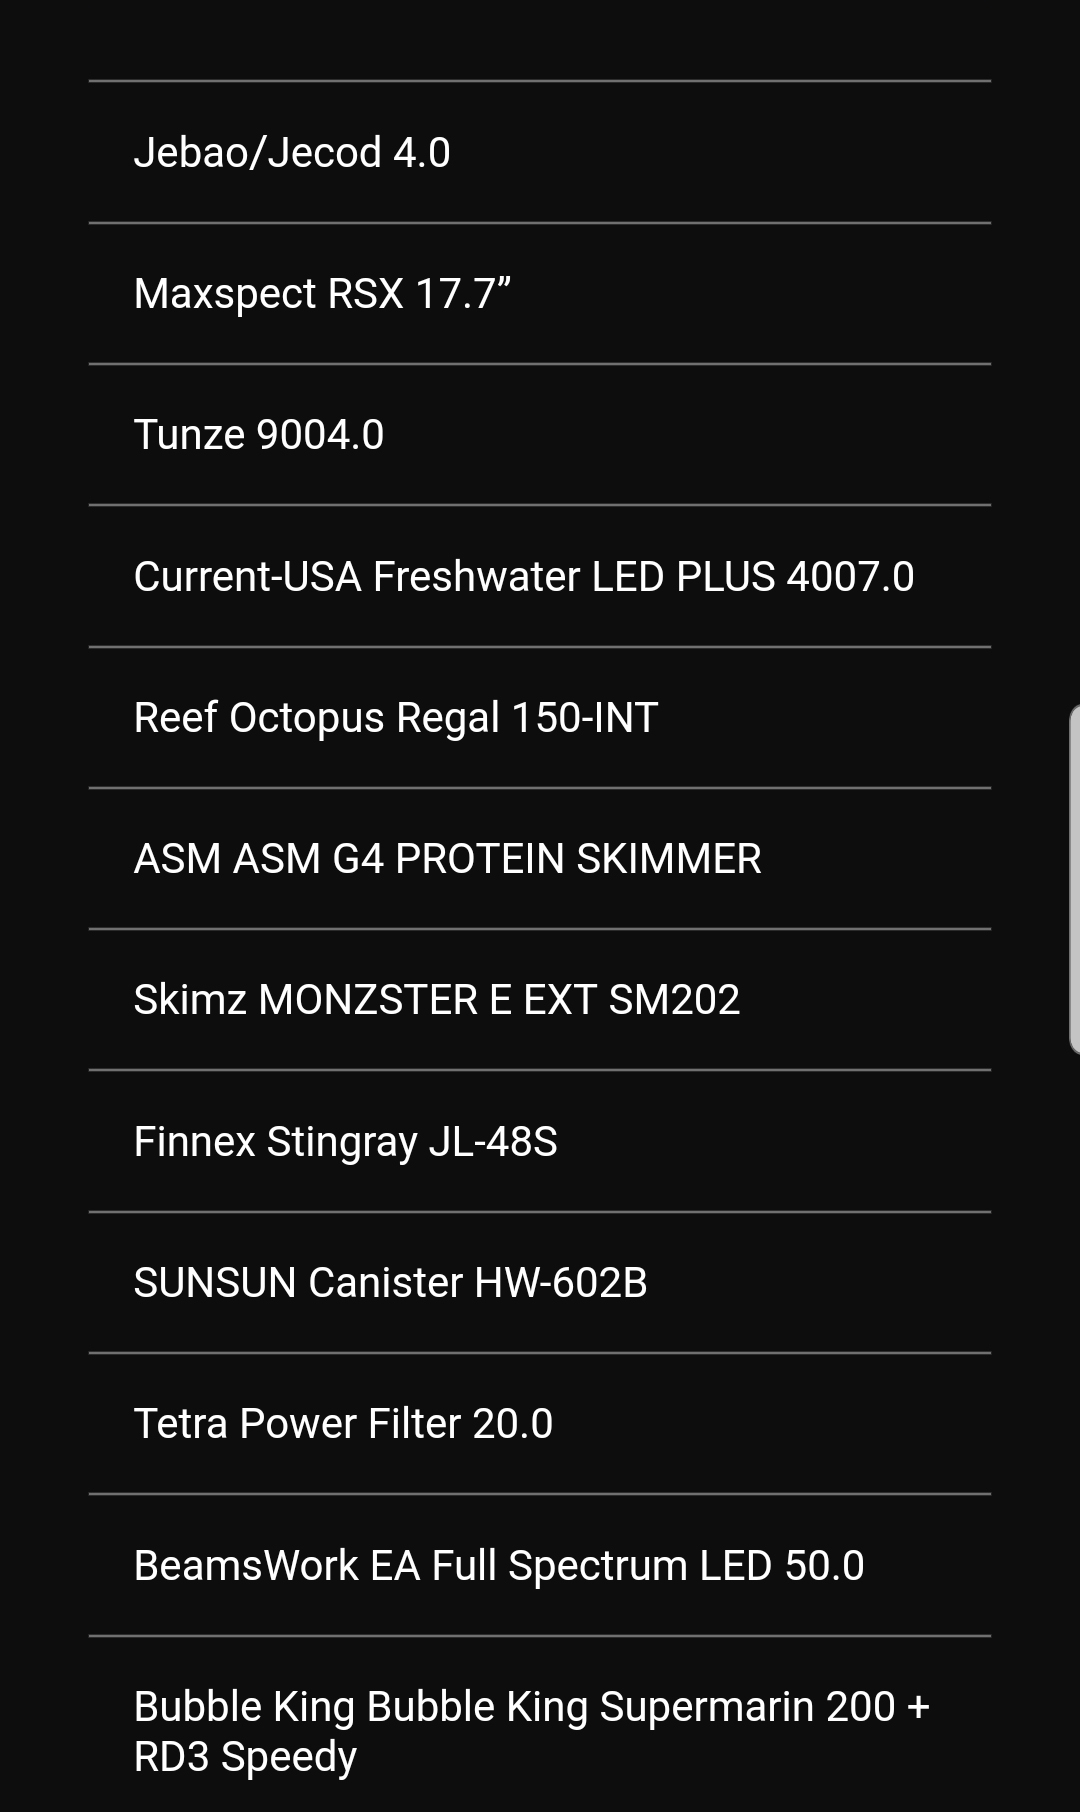 Jebao/Jecod 4.0
Maxspect RSX 17.7”
Tunze 9004.0
Current-USA Freshwater LED PLUS 4007.0
Reef Octopus Regal 150-INT
ASM ASM G4 PROTEIN SKIMMER
Skimz MONZSTER E EXT SM202
Finnex Stingray JL-48S
SUNSUN Canister HW-602B
Tetra Power Filter 20.0
BeamsWork EA Full Spectrum LED 50.0
Bubble King Bubble King Supermarin 200 +
RD3 Speedy